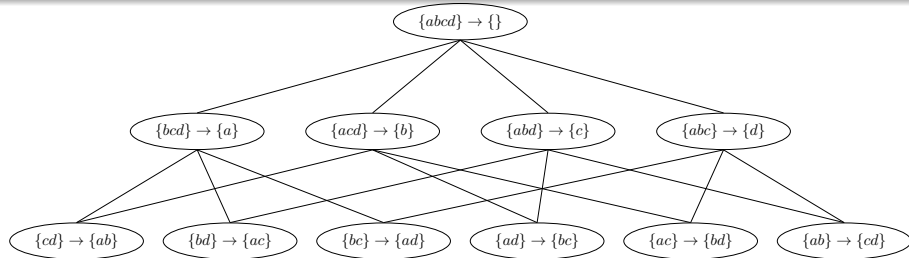 {abcd} → {}
{bcd} → {a} {acd} → {b} {abd} → {c} {abc} → {d}
{cd} → {ab} {bd} → {ac} {bc} → {ad} {ad} → {bc} {ac} → {bd} {ab} → {cd}